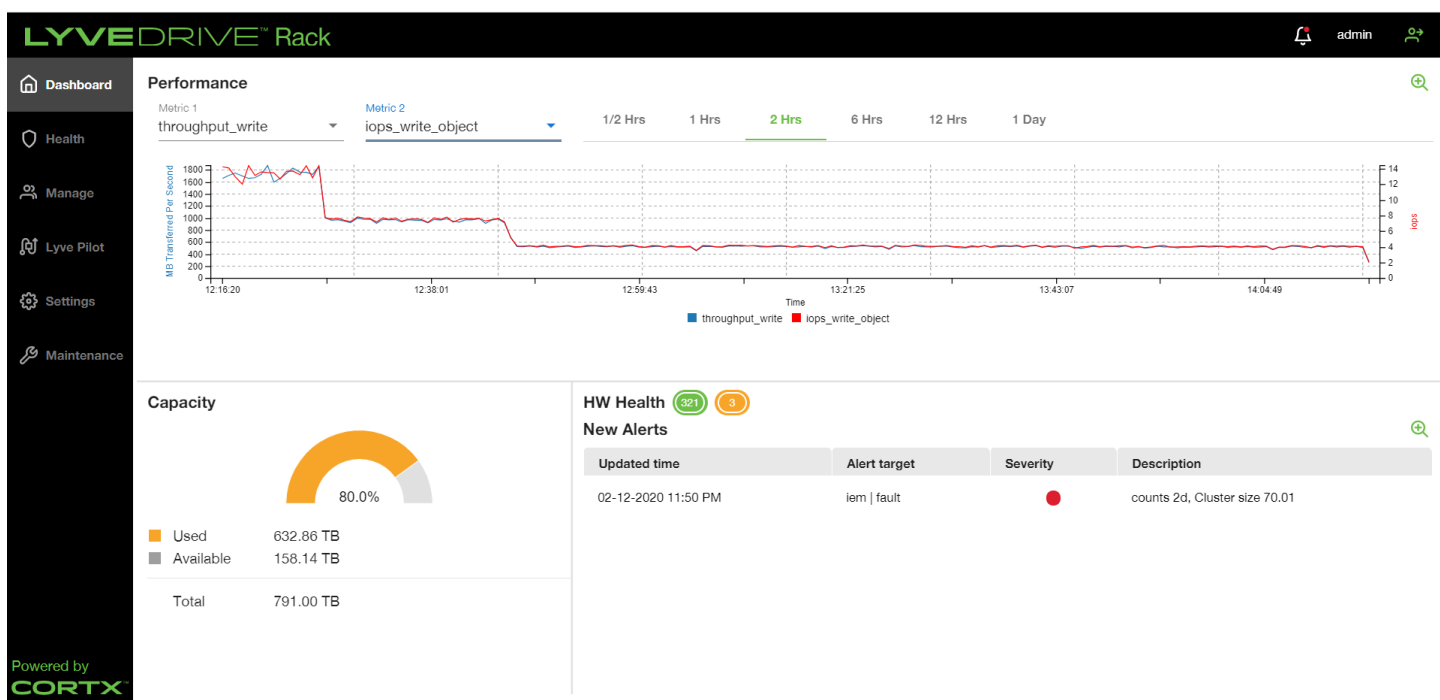 LYVEDRIVE™ Rack
admin
Dashboard
Health
Manage
Lyve Pilot
Settings
Maintenance
Powered by
CORTX™
Performance
Metric 1
throughput_write
Metric 2
iops_write_object
1/2 Hrs 1 Hrs 2 Hrs 6 Hrs 12 Hrs 1 Day
MB Transferred Per Second
1800
1600
1400
1200
1000
800
600
400
200
0
14
12
10
8
6
4
2
0
iops
12:16:20 12:38:01 12:59:43 13:21:25 13:43:07 14:04:49
Time
throughput_write iops_write_object
Capacity
80.0%
Used 632.86 TB
Available 158.14 TB
Total 791.00 TB
HW Health 321 3
New Alerts
Updated time Alert target Severity Description
02-12-2020 11:50 PM iem | fault counts 2d, Cluster size 70.01